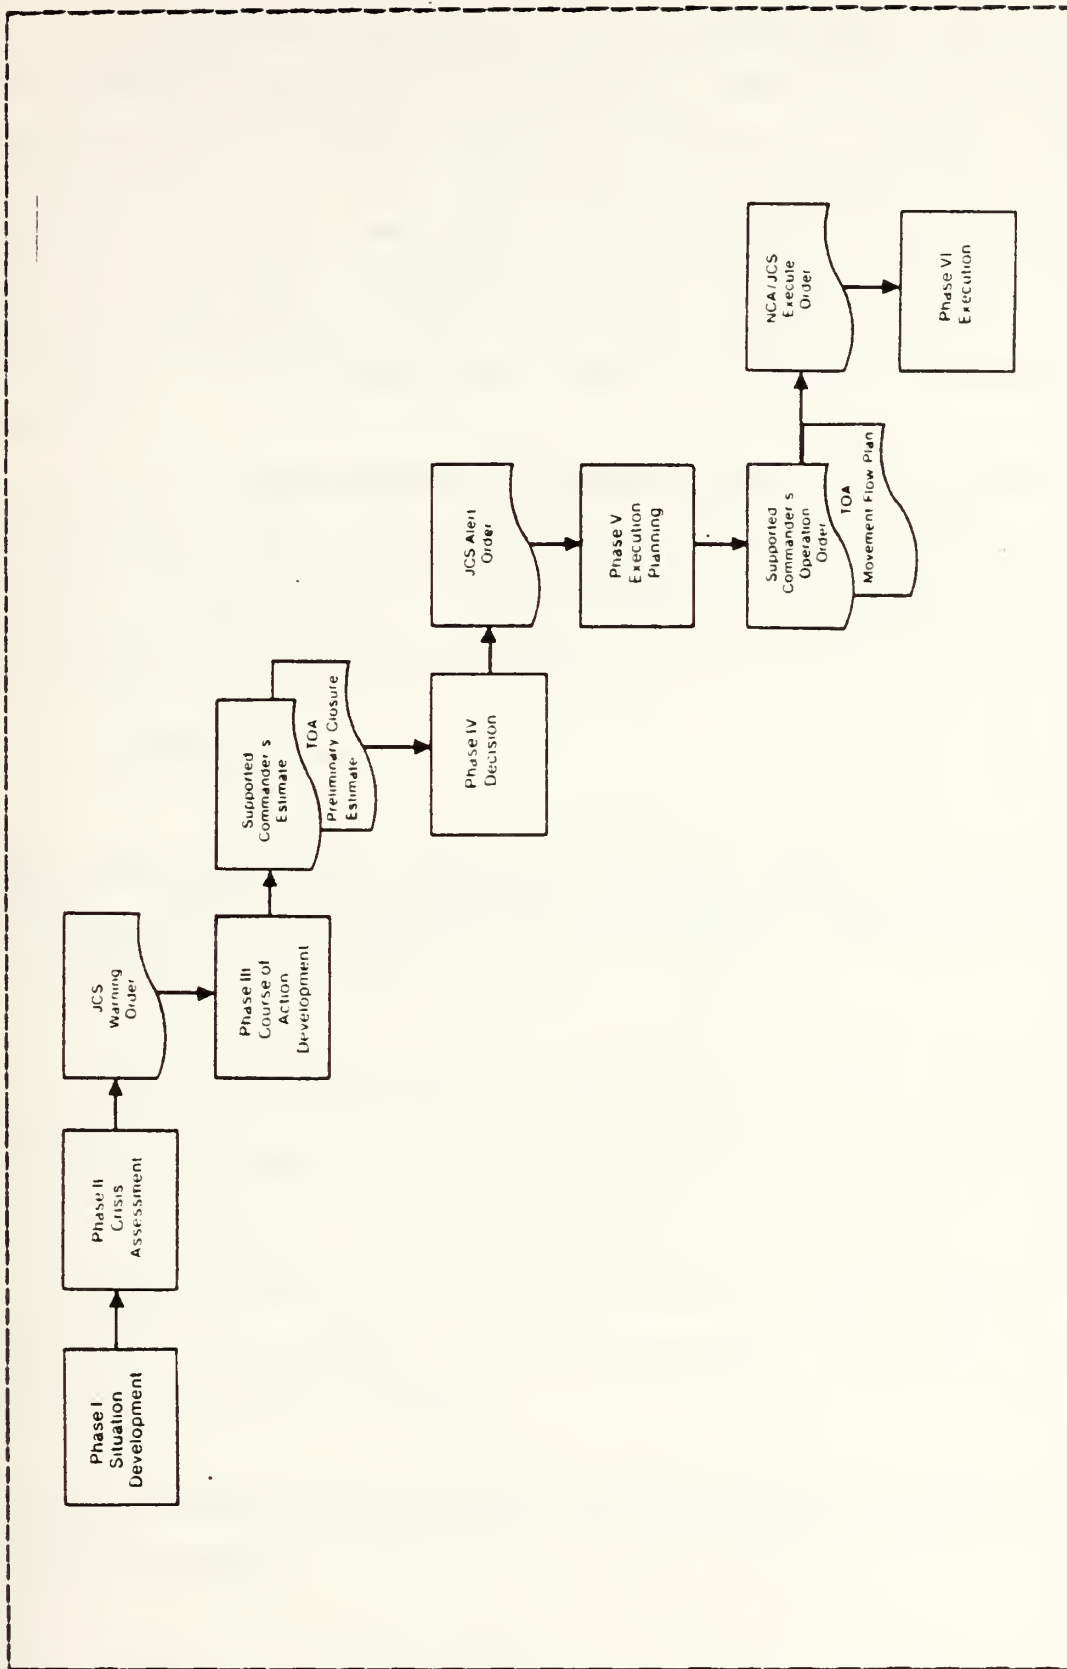 Phase I
Situation
Development
Phase II
Crisis
Assessment
JCS
Warning
Order
Phase III
Course of
Action
Development
Supported
Commander s
Estimate
TOA
Preliminary Closure
Estimate
Phase IV
Decision
JCS Alert
Order
Phase V
Execution
Planning
Supported
Commander s
Operation
Order
TOA
Movement Flow Plan
NCA/JCS
Execute
Order
Phase VI
Execution